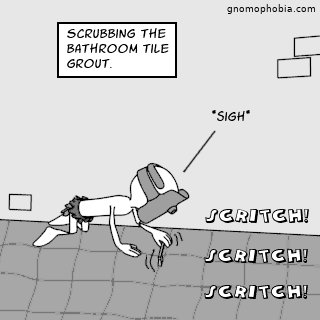 gnomophobia.com
SCRUBBING THE
BATHROOM TILE
GROUT.
*SIGH*
SCRITCH!
SCRITCH!
SCRITCH!